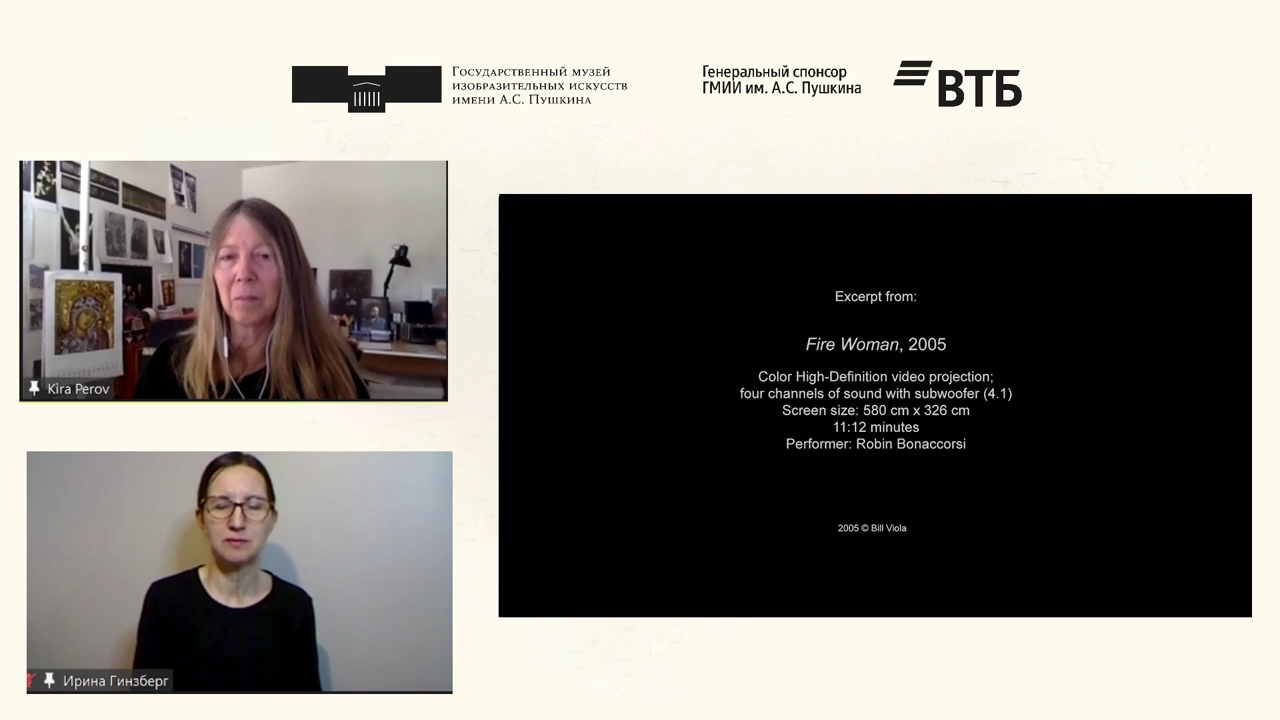 Государственный музей
изобразительных искусств
имени А.С. Пушкина
Генеральный спонсор
ГМИИ им. А.С. Пушкина
ВТБ
Kira Perov
Ирина Гинзберг
Excerpt from:
Fire Woman, 2005
Color High-Definition video projection;
four channels of sound with subwoofer (4.1)
Screen size: 580 cm x 326 cm
11:12 minutes
Performer: Robin Bonaccorsi
2005 © Bill Viola